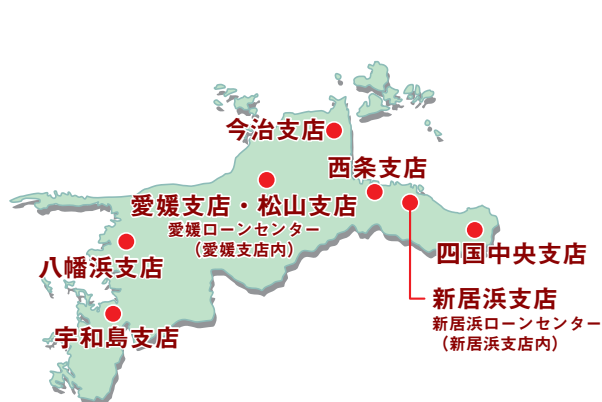 今治支店
西条支店
愛媛支店・松山支店
愛媛ローンセンター
（愛媛支店内）
四国中央支店
八幡浜支店
新居浜支店
新居浜ローンセンター
（新居浜支店内）
宇和島支店